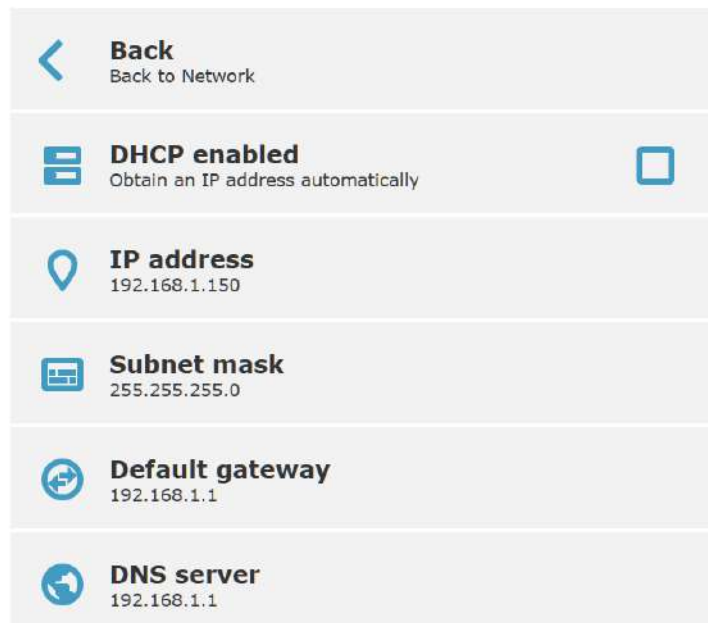 Back
Back to Network
DHCP enabled
Obtain an IP address automatically
IP address
192.168.1.150
Subnet mask
255.255.255.0
Default gateway
192.168.1.1
DNS server
192.168.1.1